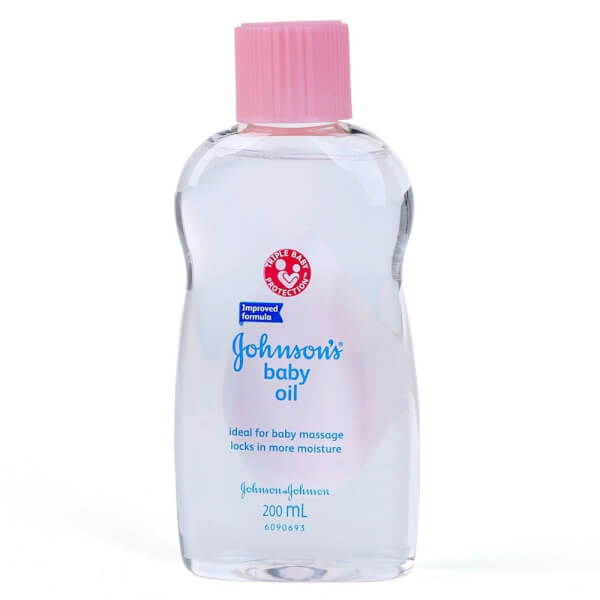 TRIPLE BABY
PROTECTION™
Improved
formula
Johnson's®
baby
oil
ideal for baby massage
locks in more moisture
Johnson & Johnson
200 mL
6090693